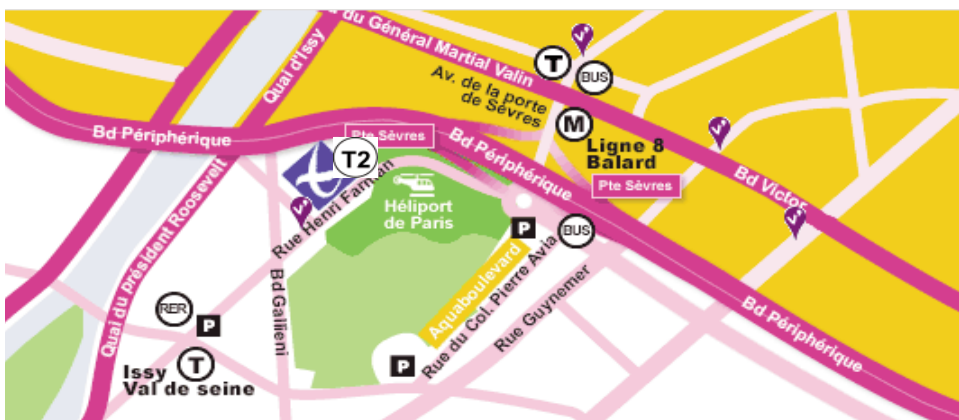 du Général Martial Valin
Quai d'Issy
T
BUS
Av. de la porte
de Sèvres
M
Ligne 8
Balard
Bd Périphérique
Pte Sèvres
T2
Bd Périphérique
Pte Sèvres
Bd Victor
Héliport
de Paris
Rue Henri Farman
Quai du président Roosevelt
P
BUS
Aquaboulevard
Rue du Col. Pierre Avia
Rue Guynemer
Bd Gallieni
Bd Périphérique
RER
P
T
P
Issy
Val de seine